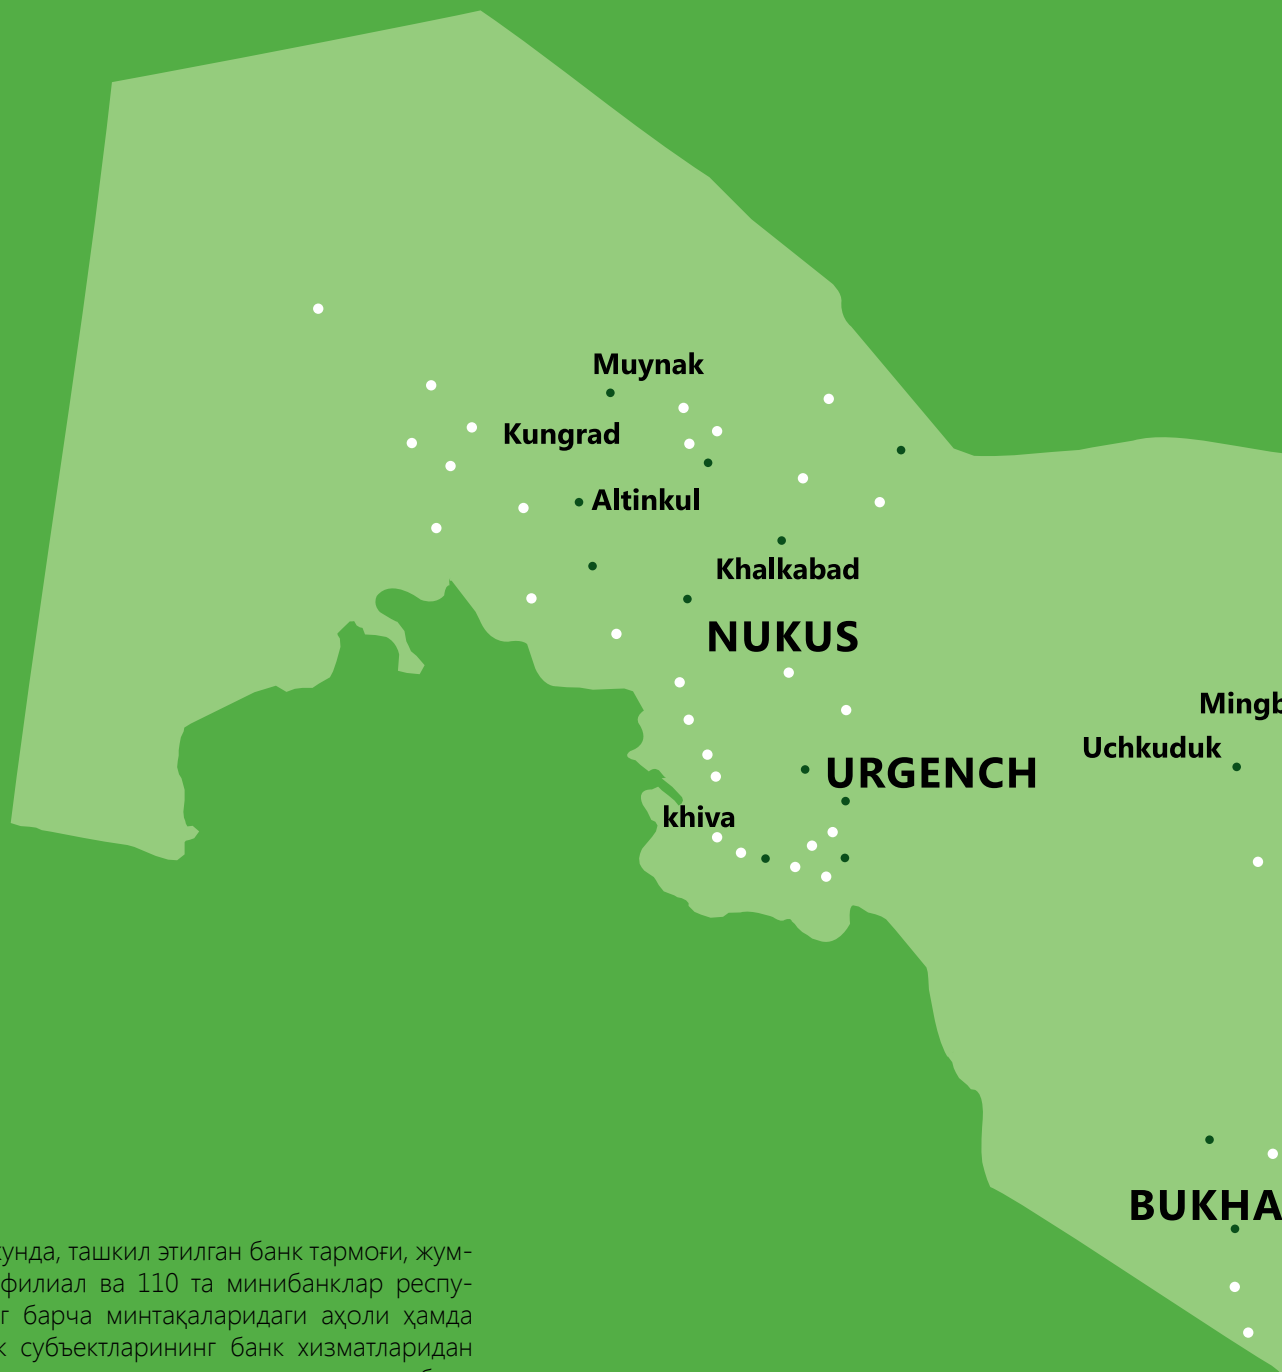 Muynak
Kungrad
Altinkul
Khalkabad
NUKUS
Mingb
Uchkuduk
URGENCH
khiva
BUKHA
кунда, ташкил этилган банк тармоғи, жум-
филиал ва 110 та минибанклар респу-
г барча минтақаларидаги аҳоли ҳамда
к субъектларининг банк хизматларидан